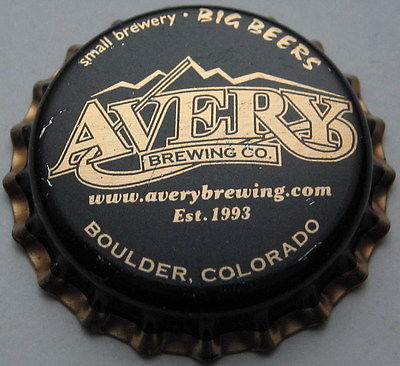 small brewery • BIG BEERS
AVERY
BREWING CO.
www.averybrewing.com
Est. 1993
BOULDER, COLORADO